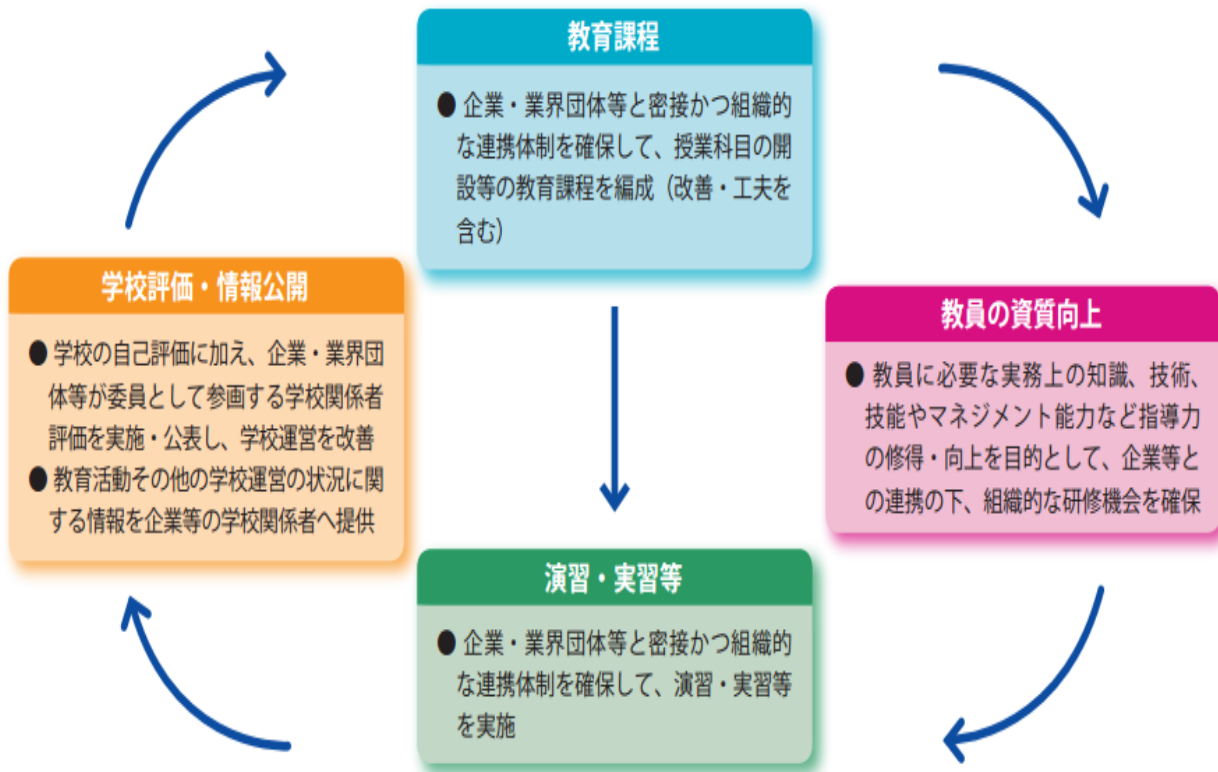 教育課程
● 企業・業界団体等と密接かつ組織的
な連携体制を確保して、授業科目の開
設等の教育課程を編成（改善・工夫を
含む）
教員の資質向上
● 教員に必要な実務上の知識、技術、
技能やマネジメント能力など指導力
の修得・向上を目的として、企業等と
の連携の下、組織的な研修機会を確保
演習・実習等
● 企業・業界団体等と密接かつ組織的
な連携体制を確保して、演習・実習等
を実施
学校評価・情報公開
● 学校の自己評価に加え、企業・業界団
体等が委員として参画する学校関係者
評価を実施・公表し、学校運営を改善
● 教育活動その他の学校運営の状況に関
する情報を企業等の学校関係者へ提供